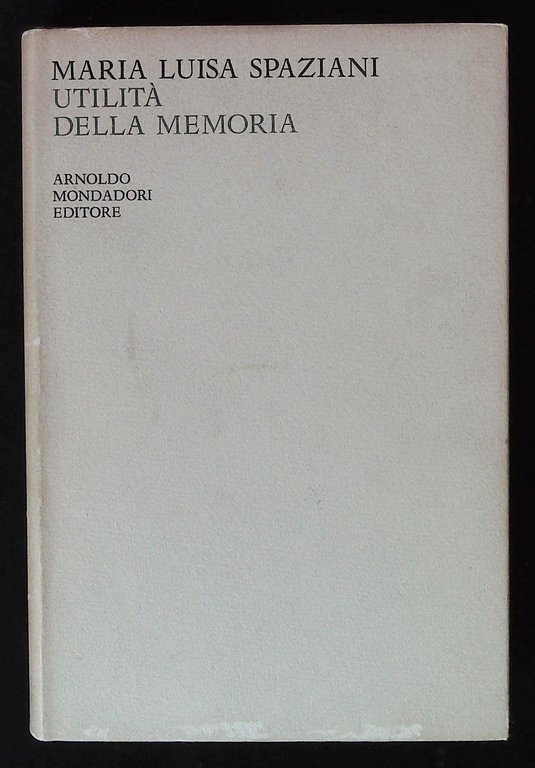 MARIA LUISA SPAZIANI
UTILITÀ
DELLA MEMORIA
ARNOLDO
MONDADORI
EDITORE